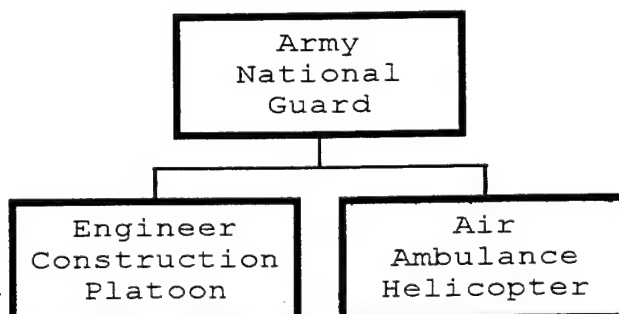 Army
National
Guard
Engineer
Construction
Platoon
Air
Ambulance
Helicopter